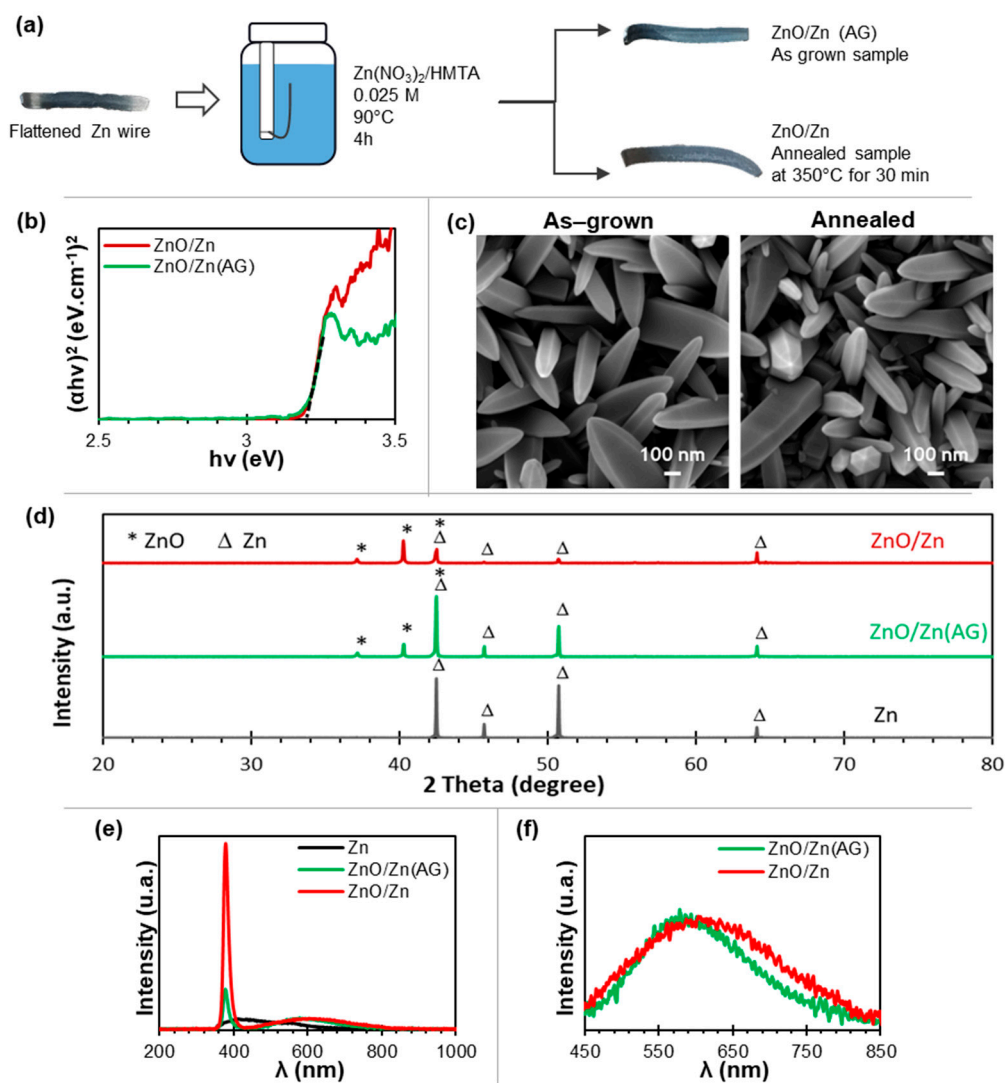 (a)
Flattened Zn wire
Zn(NO₃)₂/HMTA
0.025 M
90°C
4h
ZnO/Zn (AG)
As grown sample
ZnO/Zn
Annealed sample
at 350°C for 30 min
(b)
ZnO/Zn
ZnO/Zn(AG)
(αhν)² (eV.cm⁻¹)²
2.5 3 3.5
hν (eV)
(c)
As–grown
Annealed
100 nm
100 nm
(d)
* ZnO Δ Zn
* * * Δ Δ Δ Δ
ZnO/Zn
* * * Δ Δ Δ Δ
ZnO/Zn(AG)
Δ Δ Δ Δ
Zn
Intensity (a.u.)
20 30 40 50 60 70 80
2 Theta (degree)
(e)
Zn
ZnO/Zn(AG)
ZnO/Zn
Intensity (u.a.)
200 400 600 800 1000
λ (nm)
(f)
ZnO/Zn(AG)
ZnO/Zn
Intensity (u.a.)
450 550 650 750 850
λ (nm)